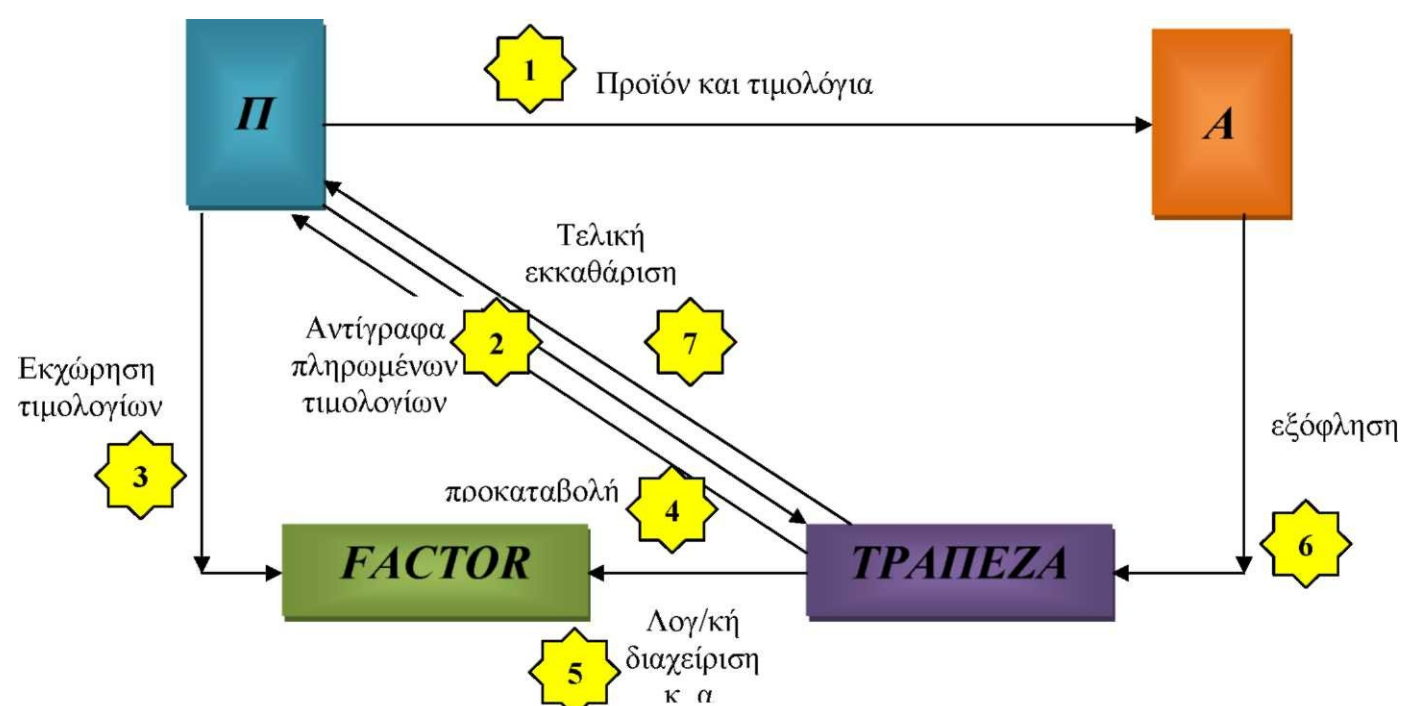 1
Προϊόν και τιμολόγια
Π
Α
Τελική
εκκαθάριση
2
7
Αντίγραφα
πληρωμένων
τιμολογίων
Εκχώρηση
τιμολογίων
3
εξόφληση
προκαταβολή
4
6
FACTOR
ΤΡΑΠΕΖΑ
5
Λογ/κή
διαχείριση
κ α